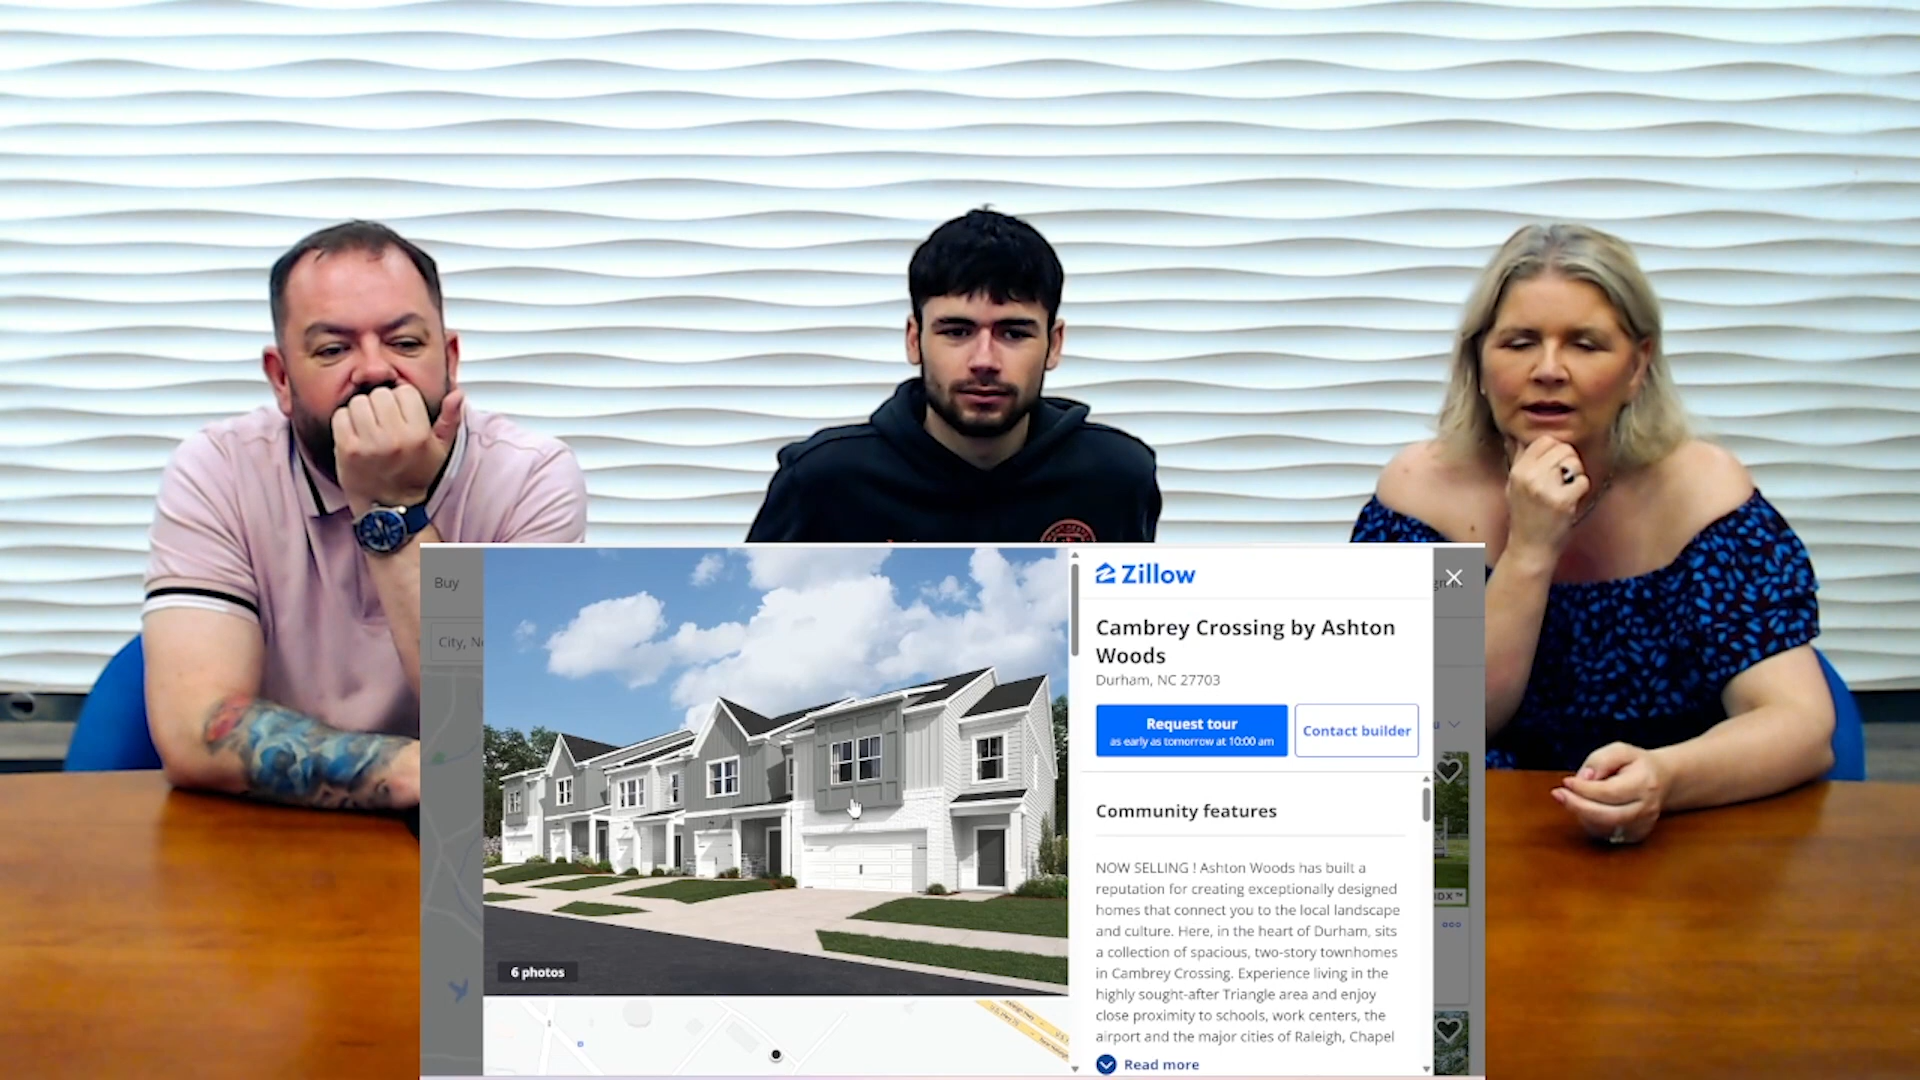 Buy
City, N
Zillow
Cambrey Crossing by Ashton
Woods
Durham, NC 27703
Request tour
as early as tomorrow at 10:00 am
Contact builder
Community features
NOW SELLING ! Ashton Woods has built a
reputation for creating exceptionally designed
homes that connect you to the local landscape
and culture. Here, in the heart of Durham, sits
a collection of spacious, two-story townhomes
in Cambrey Crossing. Experience living in the
highly sought-after Triangle area and enjoy
close proximity to schools, work centers, the
airport and the major cities of Raleigh, Chapel
Read more
6 photos